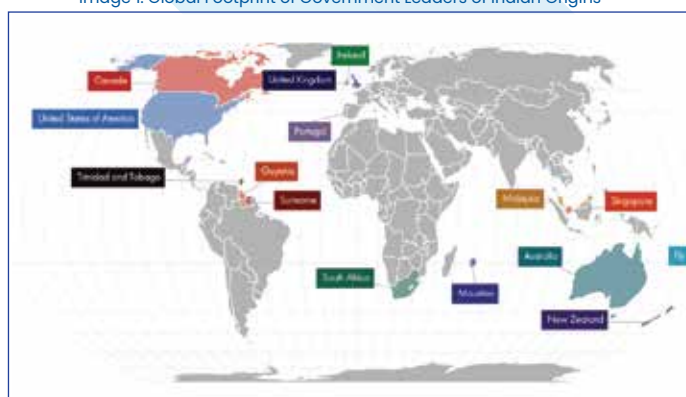 Image 1: Global Footprint of Government Leaders of Indian Origins
Ireland
Canada
United Kingdom
United States of America
Portugal
Trinidad and Tobago
Guyana
Suriname
Malaysia
Singapore
Australia
South Africa
Mauritius
New Zealand